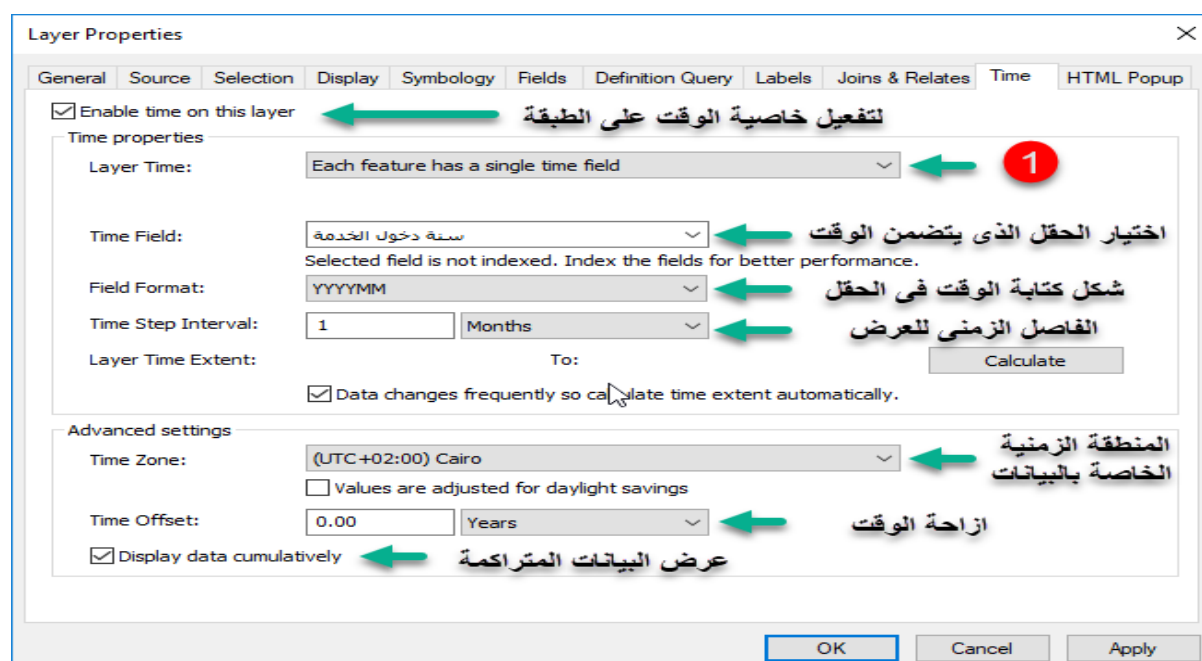 Layer Properties
General Source Selection Display Symbology Fields Definition Query Labels Joins & Relates Time HTML Popup
Enable time on this layer لتفعيل خاصية الوقت على الطبقة
Time properties
Layer Time: Each feature has a single time field 1
Time Field: سنة دخول الخدمة اختيار الحقل الذى يتضمن الوقت
Selected field is not indexed. Index the fields for better performance.
Field Format: YYYYMM شكل كتابة الوقت فى الحقل
Time Step Interval: 1 Months الفاصل الزمنى للعرض
Layer Time Extent: To: Calculate
Data changes frequently so calculate time extent automatically.
Advanced settings
Time Zone: (UTC+02:00) Cairo المنطقة الزمنية
الخاصة بالبيانات
Values are adjusted for daylight savings
Time Offset: 0.00 Years ازاحة الوقت
Display data cumulatively عرض البيانات المتراكمة
OK Cancel Apply